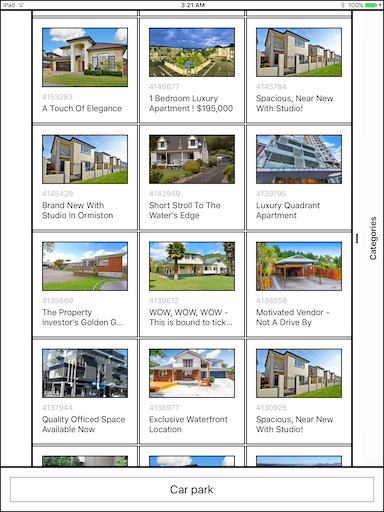 iPad
3:21 AM
100%
4153283
A Touch Of Elegance
4146677
1 Bedroom Luxury
Apartment ! $195,000
4145784
Spacious, Near New
With Studio!
4145429
Brand New With
Studio In Ormiston
4142949
Short Stroll To The
Water's Edge
4139795
Luxury Quadrant
Apartment
4139669
The Property
Investor's Golden G...
4139612
WOW, WOW, WOW -
This is bound to tick...
4138058
Motivated Vendor -
Not A Drive By
4137944
Quality Officed Space
Available Now
4136977
Exclusive Waterfront
Location
4130925
Spacious, Near New
With Studio!
Categories
Car park